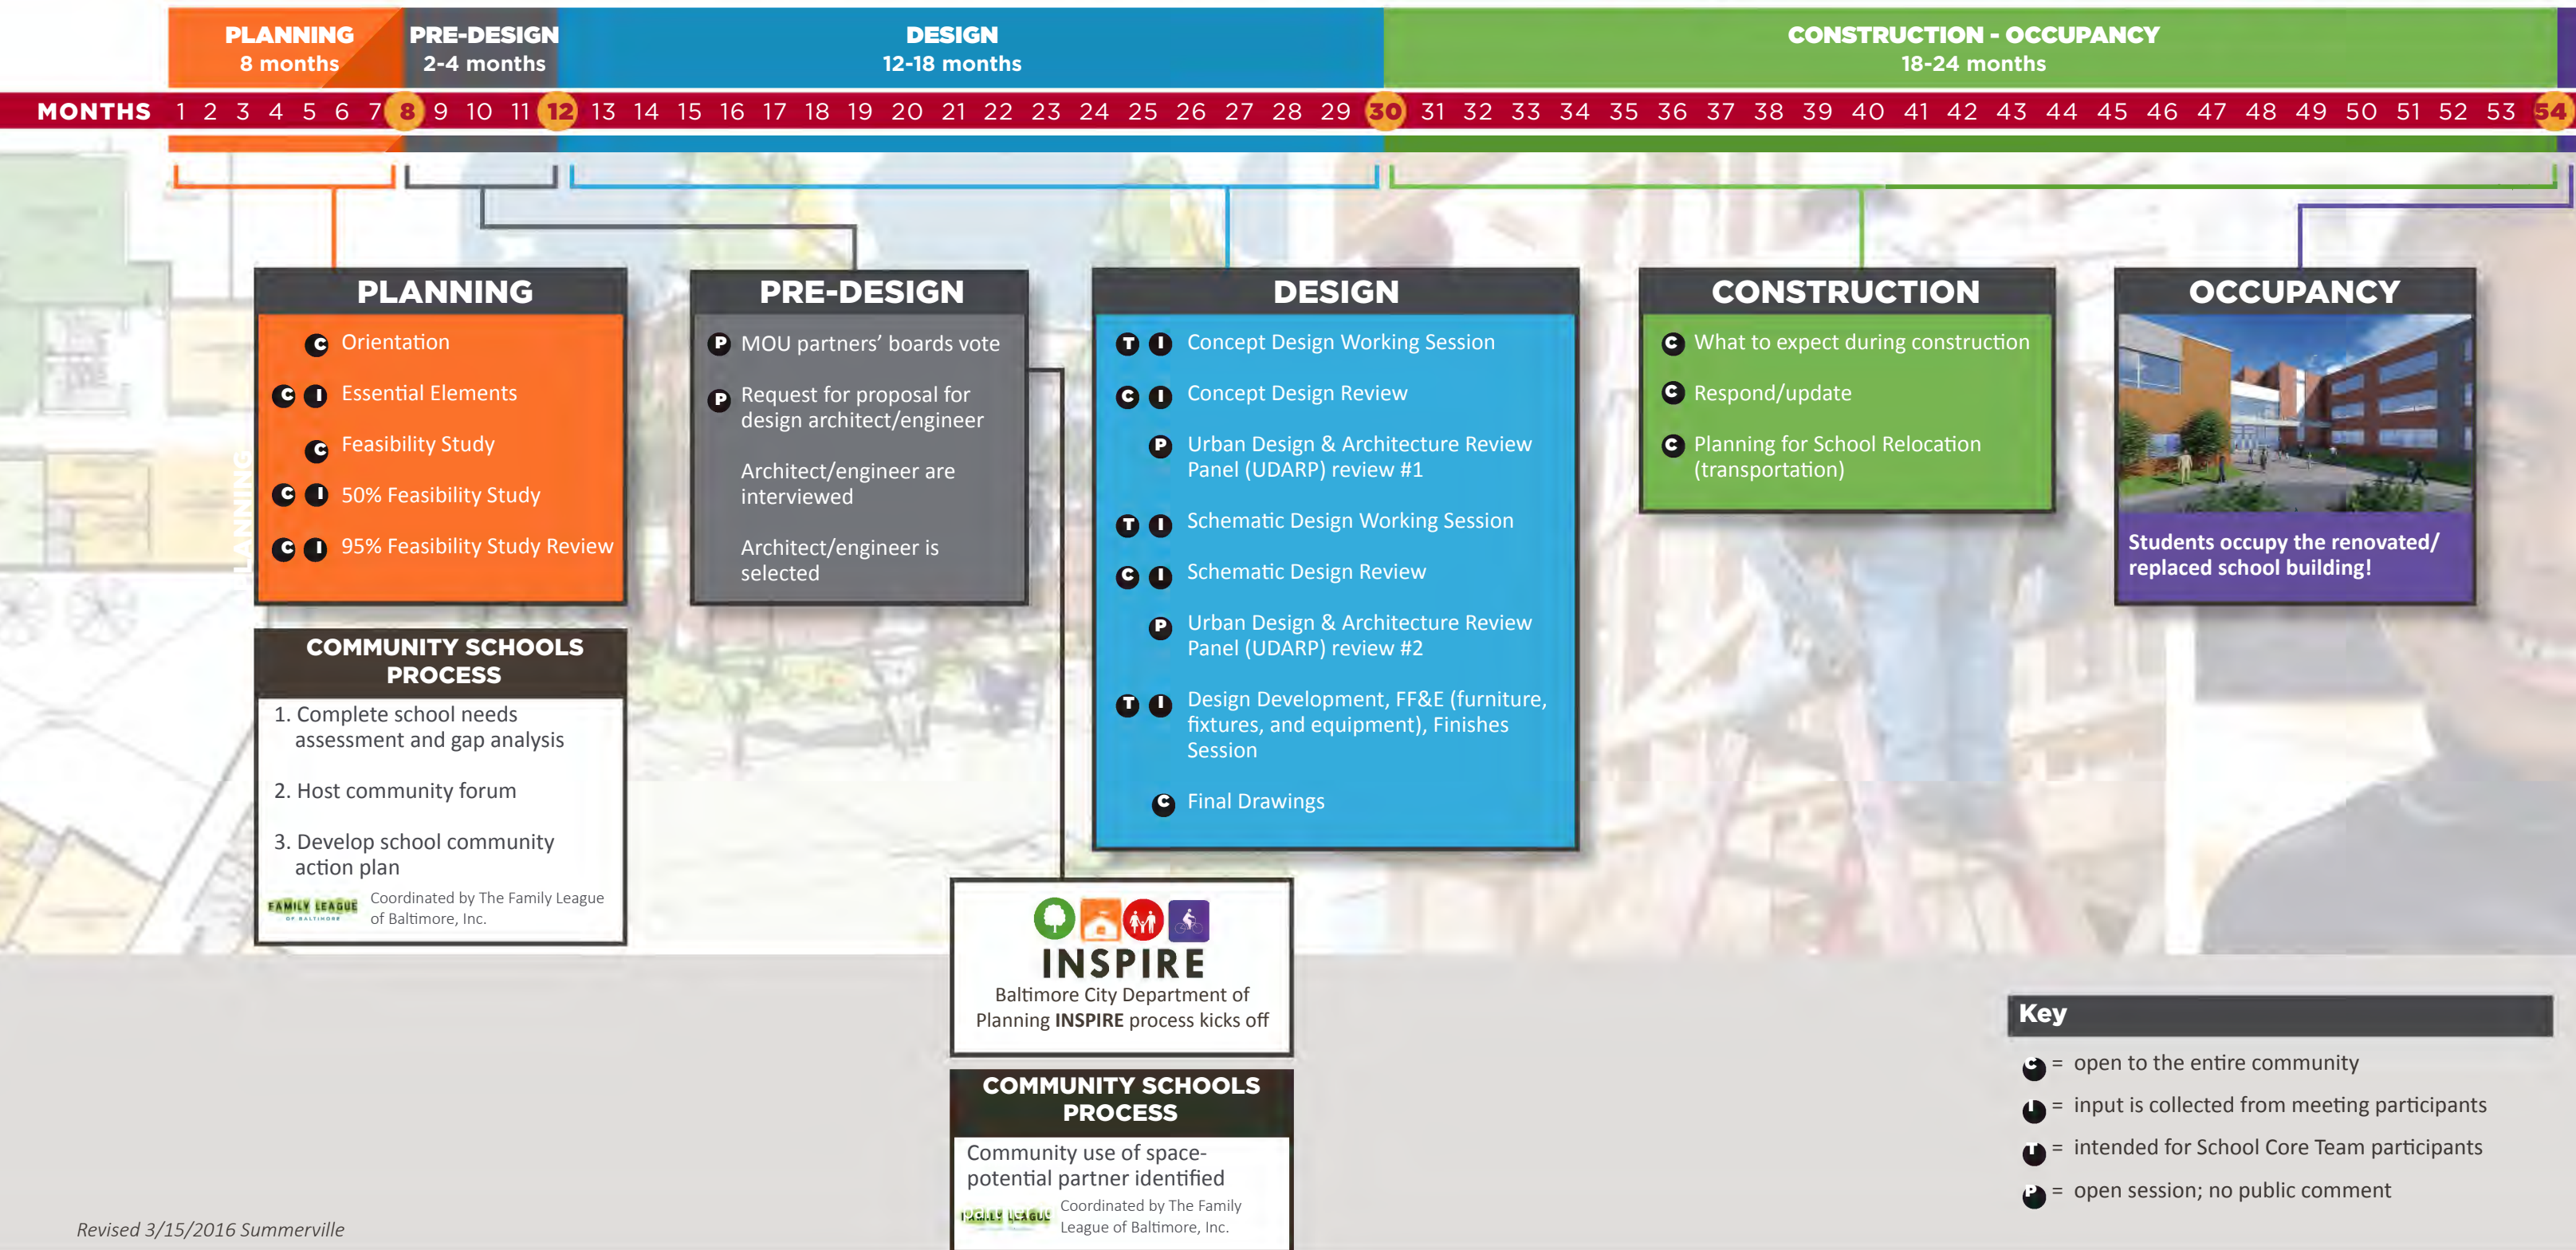 PLANNING
8 months
PRE-DESIGN
2-4 months
DESIGN
12-18 months
CONSTRUCTION - OCCUPANCY
18-24 months
MONTHS 1 2 3 4 5 6 7 8 9 10 11 12 13 14 15 16 17 18 19 20 21 22 23 24 25 26 27 28 29 30 31 32 33 34 35 36 37 38 39 40 41 42 43 44 45 46 47 48 49 50 51 52 53 54
PLANNING
PLANNING
C Orientation
C I Essential Elements
C Feasibility Study
C I 50% Feasibility Study
C I 95% Feasibility Study Review
COMMUNITY SCHOOLS
PROCESS
1. Complete school needs
assessment and gap analysis
2. Host community forum
3. Develop school community
action plan
FAMILY LEAGUE
OF BALTIMORE
Coordinated by The Family League
of Baltimore, Inc.
PRE-DESIGN
P MOU partners’ boards vote
P Request for proposal for
design architect/engineer
Architect/engineer are
interviewed
Architect/engineer is
selected
DESIGN
T I Concept Design Working Session
C I Concept Design Review
P Urban Design & Architecture Review
Panel (UDARP) review #1
T I Schematic Design Working Session
C I Schematic Design Review
P Urban Design & Architecture Review
Panel (UDARP) review #2
T I Design Development, FF&E (furniture,
fixtures, and equipment), Finishes
Session
C Final Drawings
CONSTRUCTION
C What to expect during construction
C Respond/update
C Planning for School Relocation
(transportation)
OCCUPANCY
Students occupy the renovated/
replaced school building!
INSPIRE
Baltimore City Department of
Planning INSPIRE process kicks off
COMMUNITY SCHOOLS
PROCESS
Community use of space-
potential partner identified
FAMILY LEAGUE
Coordinated by The Family
League of Baltimore, Inc.
Key
C = open to the entire community
I = input is collected from meeting participants
T = intended for School Core Team participants
P = open session; no public comment
Revised 3/15/2016 Summerville